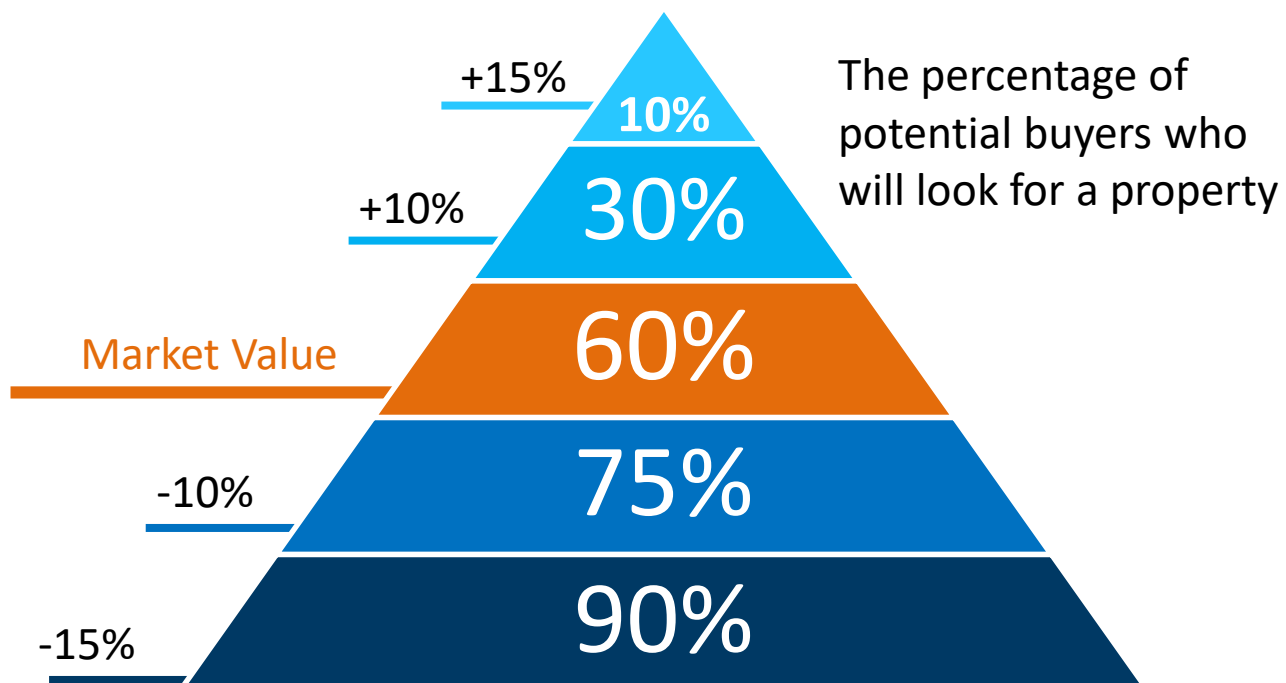 +15%
10%
The percentage of
potential buyers who
will look for a property
+10%
30%
Market Value
60%
-10%
75%
-15%
90%